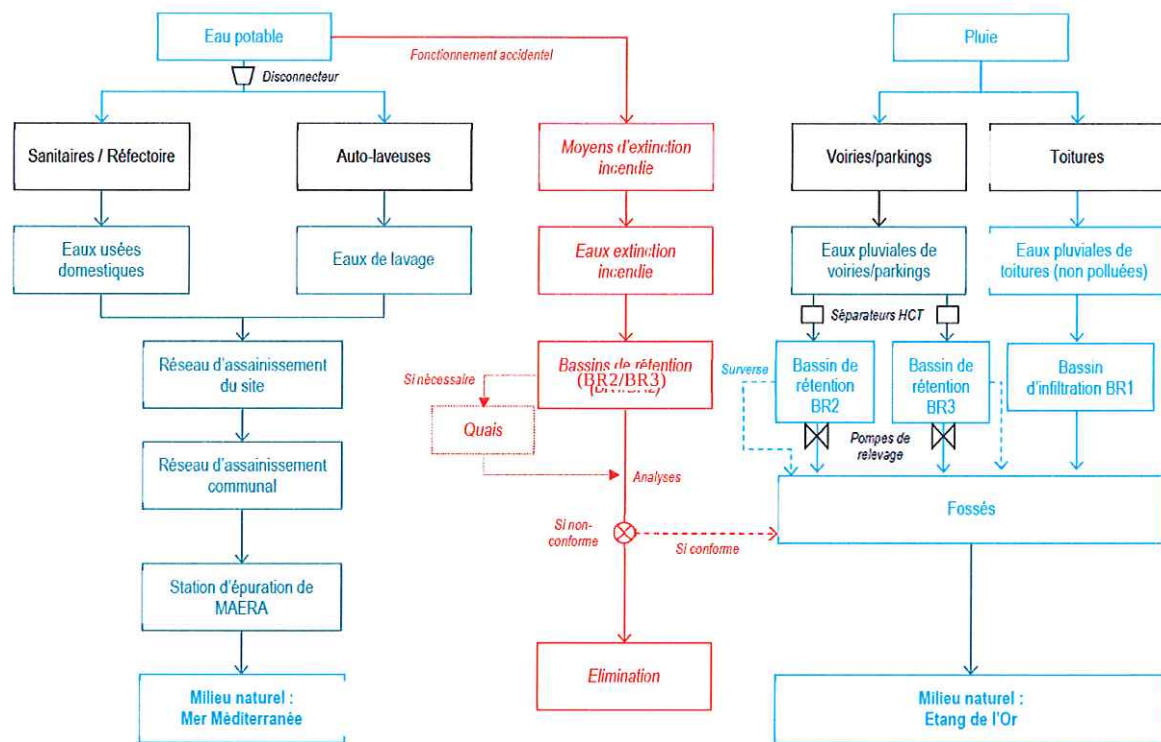 Eau potable
Fonctionnement accidentel
Pluie
Disconnecteur
Sanitaires / Réfectoire
Auto-laveuses
Moyens d'extinction
incendie
Voiries/parkings
Toitures
Eaux usées
domestiques
Eaux de lavage
Eaux extinction
incendie
Eaux pluviales de
voiries/parkings
Eaux pluviales de
toitures (non polluées)
Séparateurs HCT
Réseau d'assainissement
du site
Si nécessaire
Bassins de rétention
(BR2/BR3)
Surverse
Bassin de
rétention
BR2
Bassin de
rétention
BR3
Bassin
d'infiltration BR1
Quais
Pompes de
relevage
Réseau d'assainissement
communal
Analyses
Fossés
Si non-
conforme
Si conforme
Station d'épuration de
MAERA
Elimination
Milieu naturel :
Mer Méditerranée
Milieu naturel :
Etang de l'Or